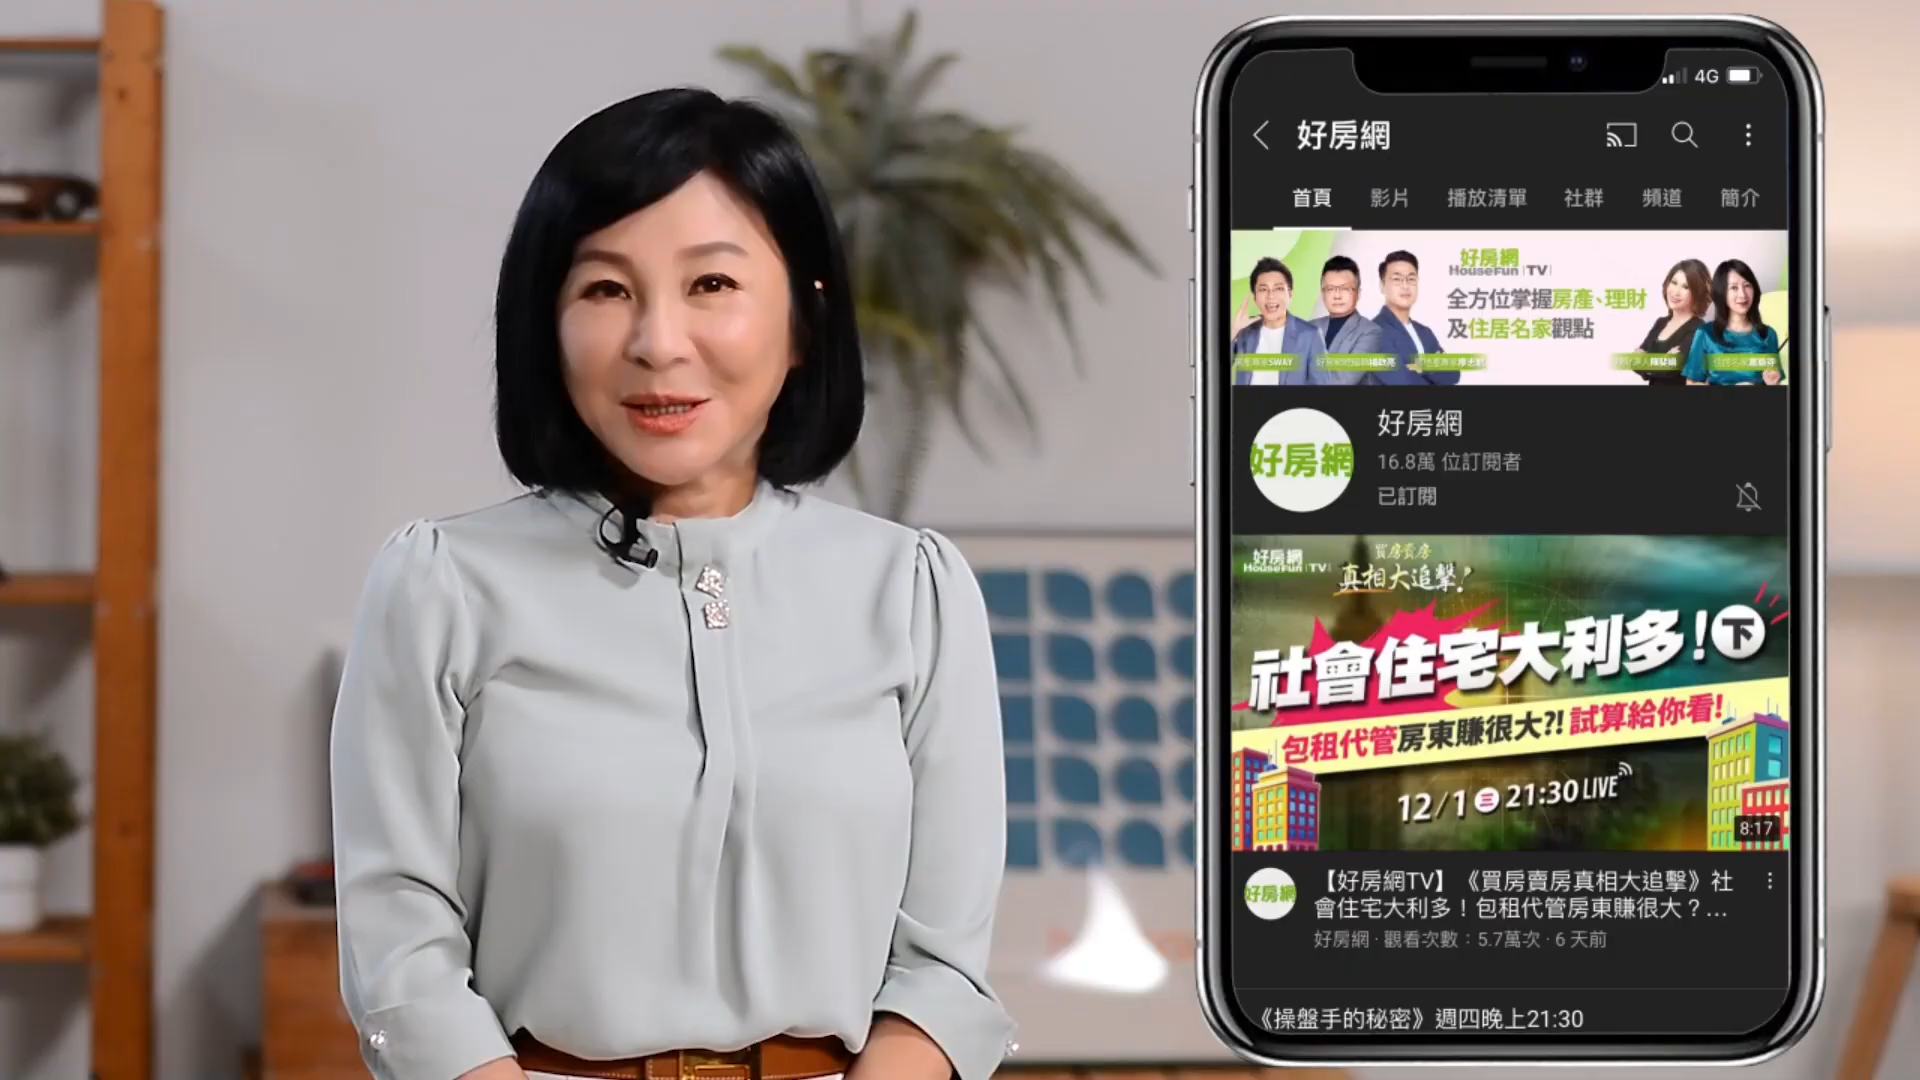 4G
好房網
首頁 影片 播放清單 社群 頻道 簡介
好房網
HouseFun TV
全方位掌握房產、理財
及住居名家觀點
好房網
好房網
16.8萬 位訂閱者
已訂閱
好房網
HouseFun TV
買房賣房
真相大追擊!
社會住宅大利多!下
包租代管房東賺很大?!試算給你看!
12/1 三 21:30 LIVE
8:17
好房網
【好房網TV】《買房賣房真相大追擊》社
會住宅大利多！包租代管房東賺很大？...
好房網 · 觀看次數：5.7萬次 · 6 天前
《操盤手的秘密》週四晚上21:30